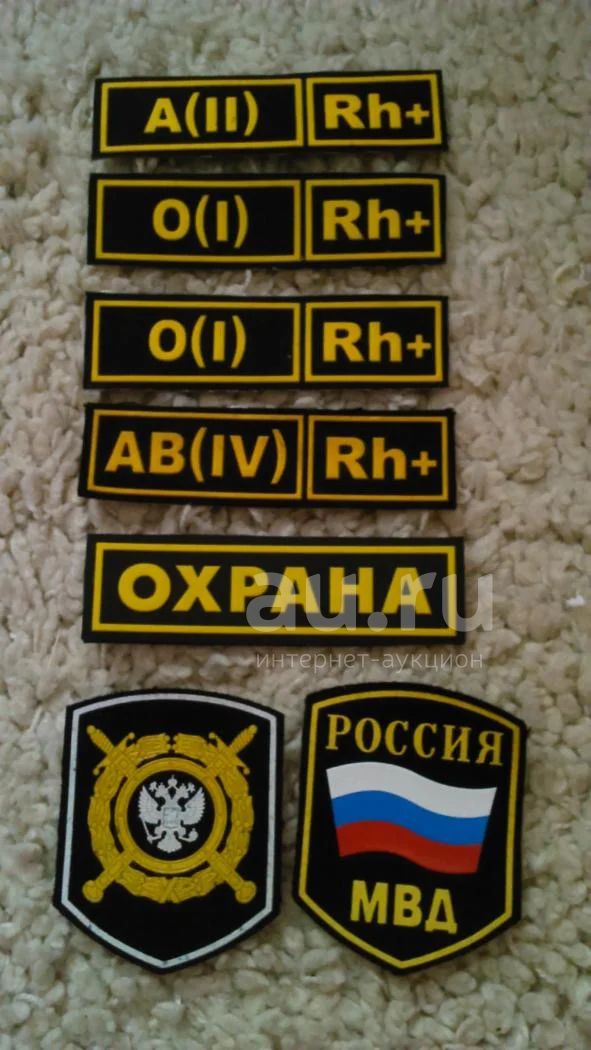 A(II) Rh+
O(I) Rh+
O(I) Rh+
AB(IV) Rh+
ОХРАНА
au.ru
интернет-аукцион
РОССИЯ
МВД